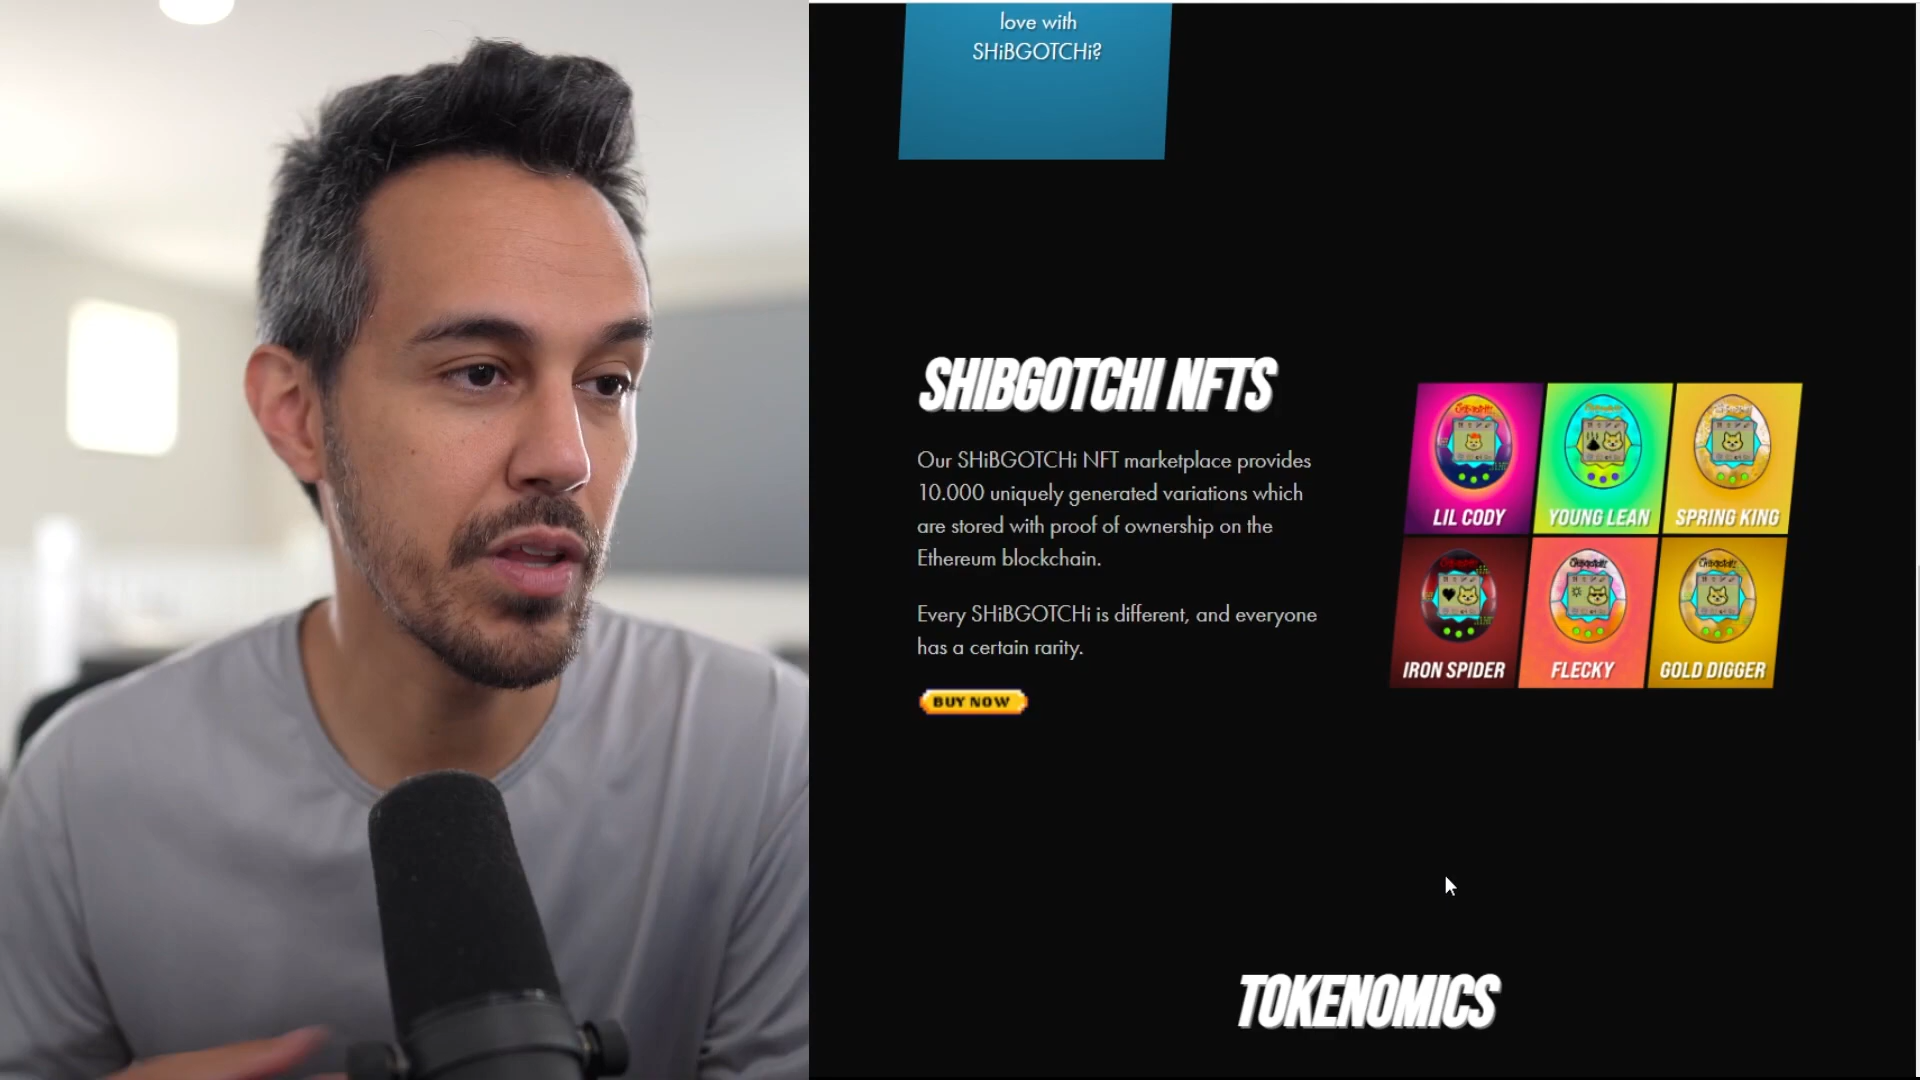 love with
SHiBGOTCHi?
SHIBGOTCHI NFTS
Our SHiBGOTCHi NFT marketplace provides
10.000 uniquely generated variations which
are stored with proof of ownership on the
Ethereum blockchain.
Every SHiBGOTCHi is different, and everyone
has a certain rarity.
BUY NOW
LIL CODY
YOUNG LEAN
SPRING KING
IRON SPIDER
FLECKY
GOLD DIGGER
TOKENOMICS